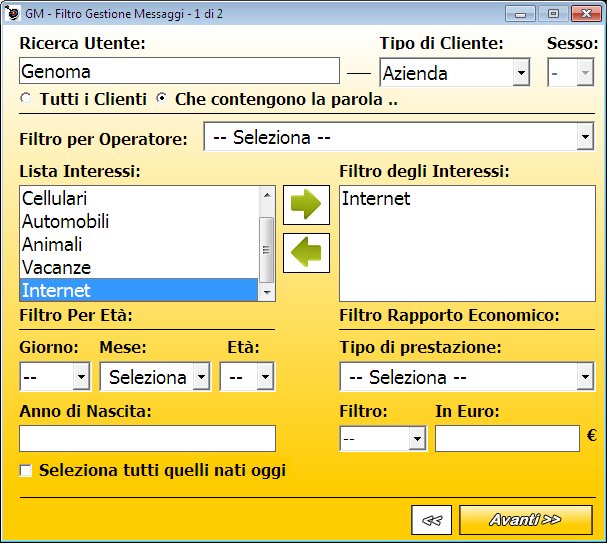 GM - Filtro Gestione Messaggi - 1 di 2
Ricerca Utente: Tipo di Cliente: Sesso:
Genoma Azienda -
Tutti i Clienti Che contengono la parola ..
Filtro per Operatore: -- Seleziona --
Lista Interessi: Filtro degli Interessi:
Cellulari Internet
Automobili
Animali
Vacanze
Internet
Filtro Per Età: Filtro Rapporto Economico:
Giorno: Mese: Età: Tipo di prestazione:
-- Seleziona -- -- Seleziona --
Anno di Nascita: Filtro: In Euro:
-- €
Seleziona tutti quelli nati oggi
<< Avanti >>